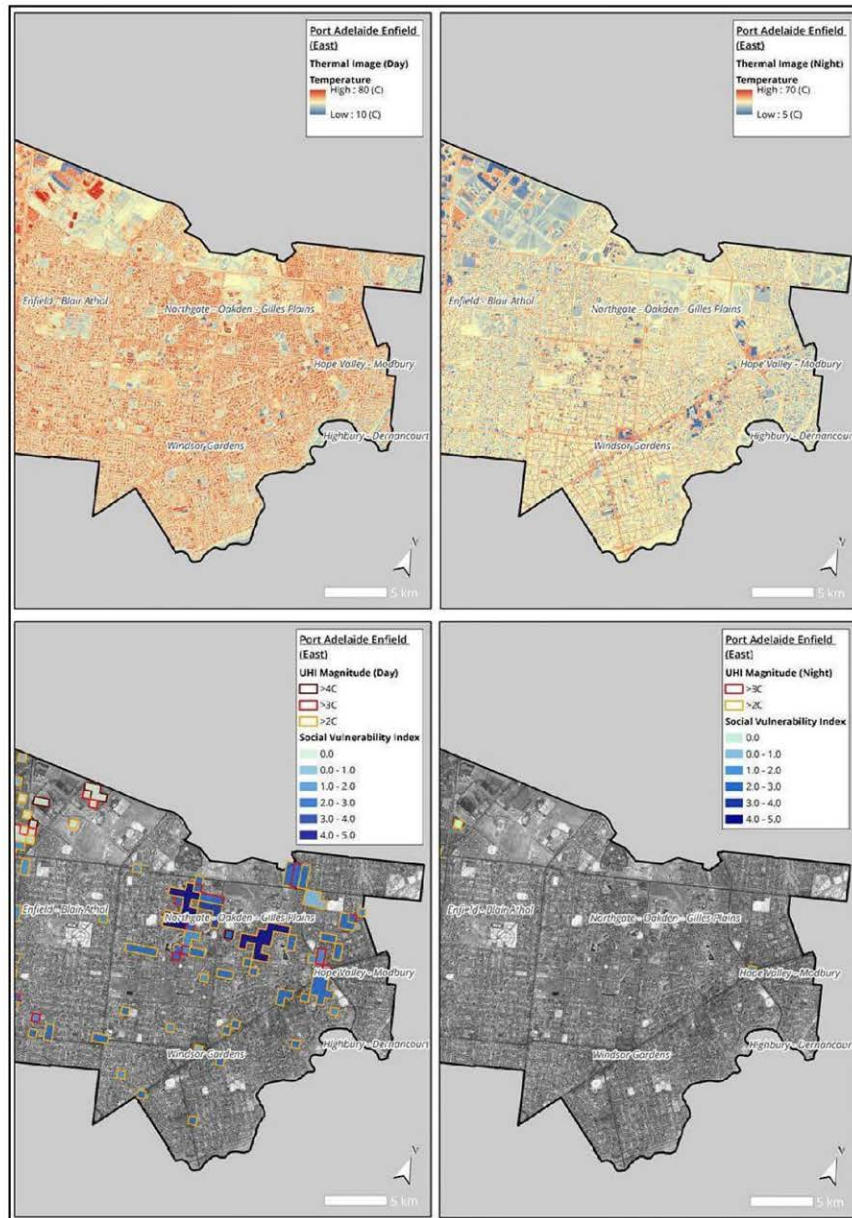 Port Adelaide Enfield
(East)
Thermal Image (Day)
Temperature
High : 80 (C)
Low : 10 (C)
Enfield - Blair Athol
Northgate - Oakden - Gilles Plains
Hope Valley - Modbury
Windsor Gardens
Highbury - Dernancourt
N
5 km
Port Adelaide Enfield
(East)
Thermal Image (Night)
Temperature
High : 70 (C)
Low : 5 (C)
Enfield - Blair Athol
Northgate - Oakden - Gilles Plains
Hope Valley - Modbury
Windsor Gardens
Highbury - Dernancourt
N
5 km
Port Adelaide Enfield
(East)
UHI Magnitude (Day)
>4C
>3C
>2C
Social Vulnerability Index
0.0
0.0 - 1.0
1.0 - 2.0
2.0 - 3.0
3.0 - 4.0
4.0 - 5.0
Enfield - Blair Athol
Northgate - Oakden - Gilles Plains
Hope Valley - Modbury
Windsor Gardens
Highbury - Dernancourt
N
5 km
Port Adelaide Enfield
(East)
UHI Magnitude (Night)
>3C
>2C
Social Vulnerability Index
0.0
0.0 - 1.0
1.0 - 2.0
2.0 - 3.0
3.0 - 4.0
4.0 - 5.0
Enfield - Blair Athol
Northgate - Oakden - Gilles Plains
Hope Valley - Modbury
Windsor Gardens
Highbury - Dernancourt
N
5 km